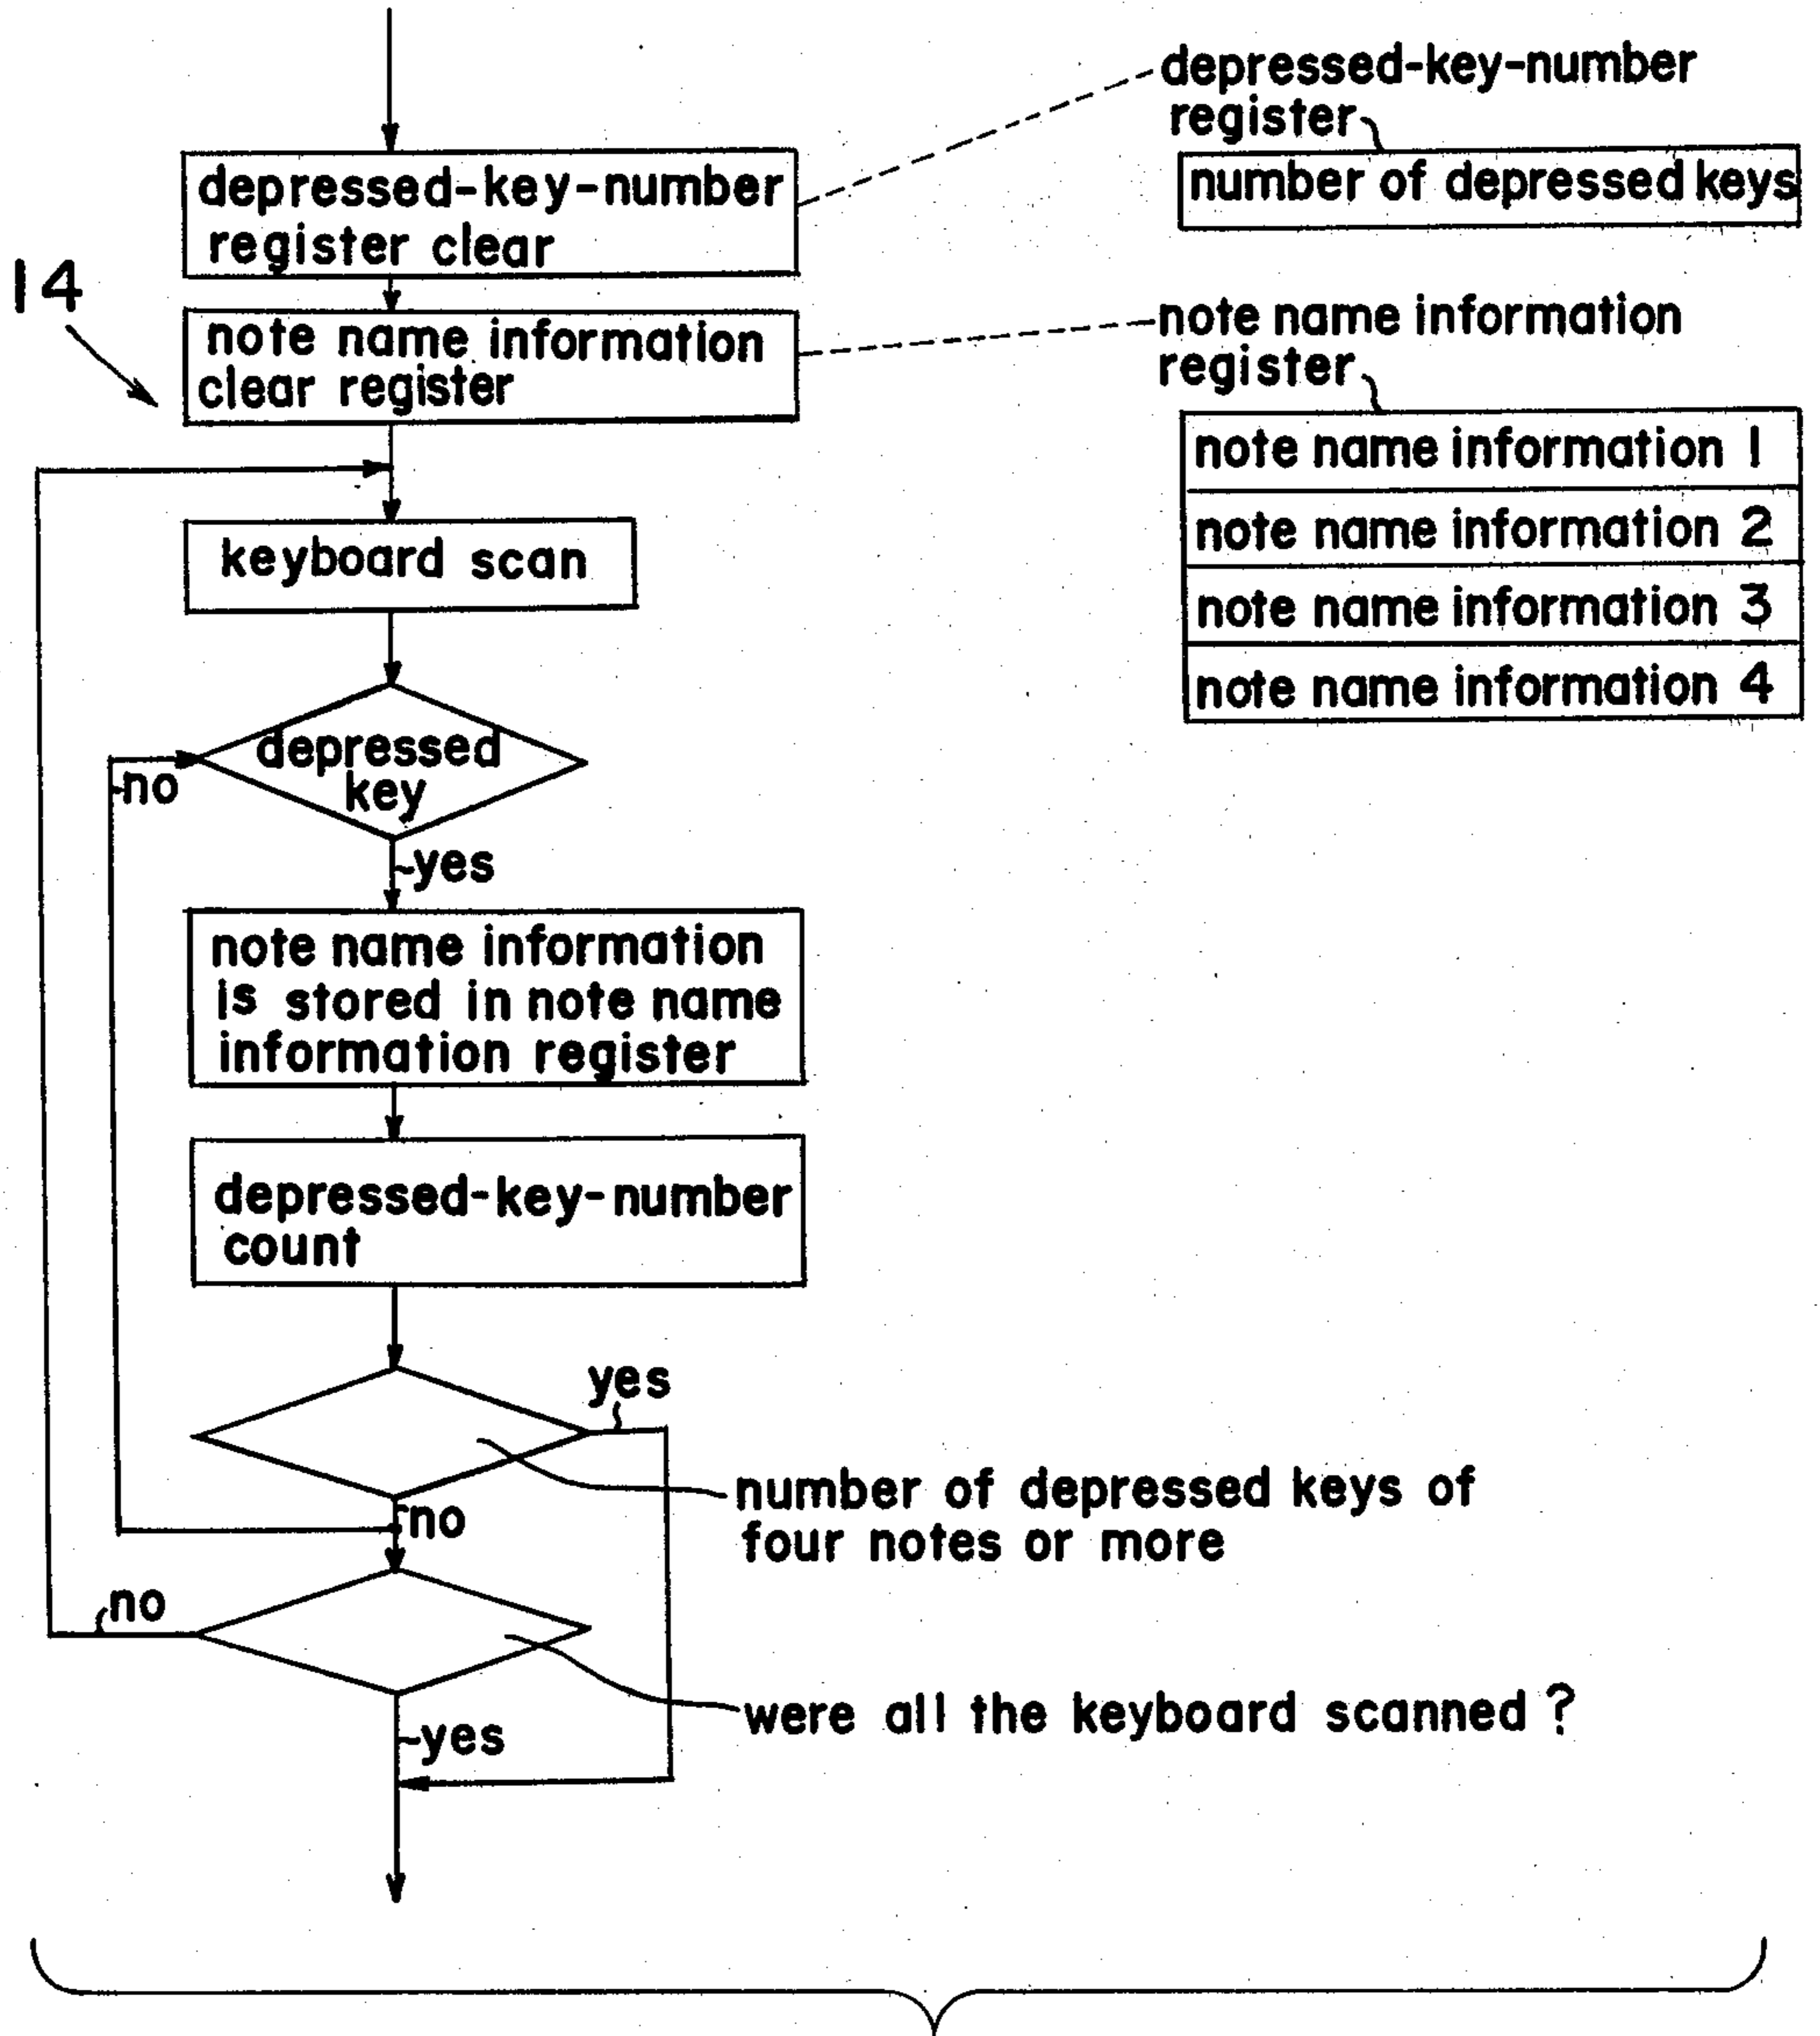 depressed-key-number
register
number of depressed keys
depressed-key-number
register clear
14
note name information
clear register
note name information
register
note name information 1
note name information 2
note name information 3
note name information 4
keyboard scan
depressed
key
no
yes
note name information
is stored in note name
information register
depressed-key-number
count
yes
number of depressed keys of
four notes or more
no
no
were all the keyboard scanned ?
yes